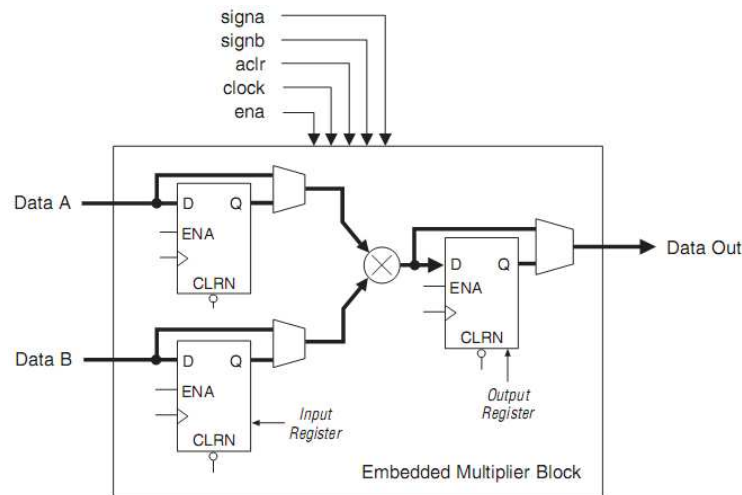 signa
signb
aclr
clock
ena
Data A
D Q
ENA
CLRN
Data B
D Q
ENA
CLRN
Input
Register
D Q
ENA
CLRN
Output
Register
Data Out
Embedded Multiplier Block